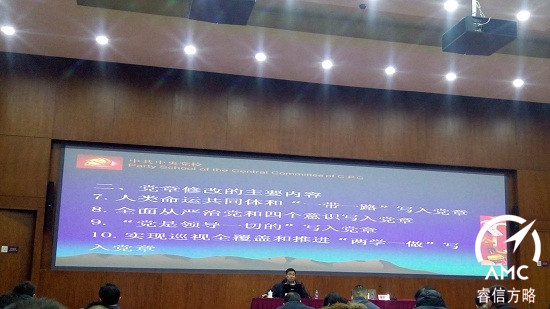 中共中央党校
Party School of the Central Committee of C.P.C
二、党章修改的主要内容
7. 人类命运共同体和“一带一路”写入党章
8. 全面从严治党和四个意识写入党章
9. “党是领导一切的”写入党章
10. 实现巡视全覆盖和推进“两学一做”写
入党章
AMC
睿信方略